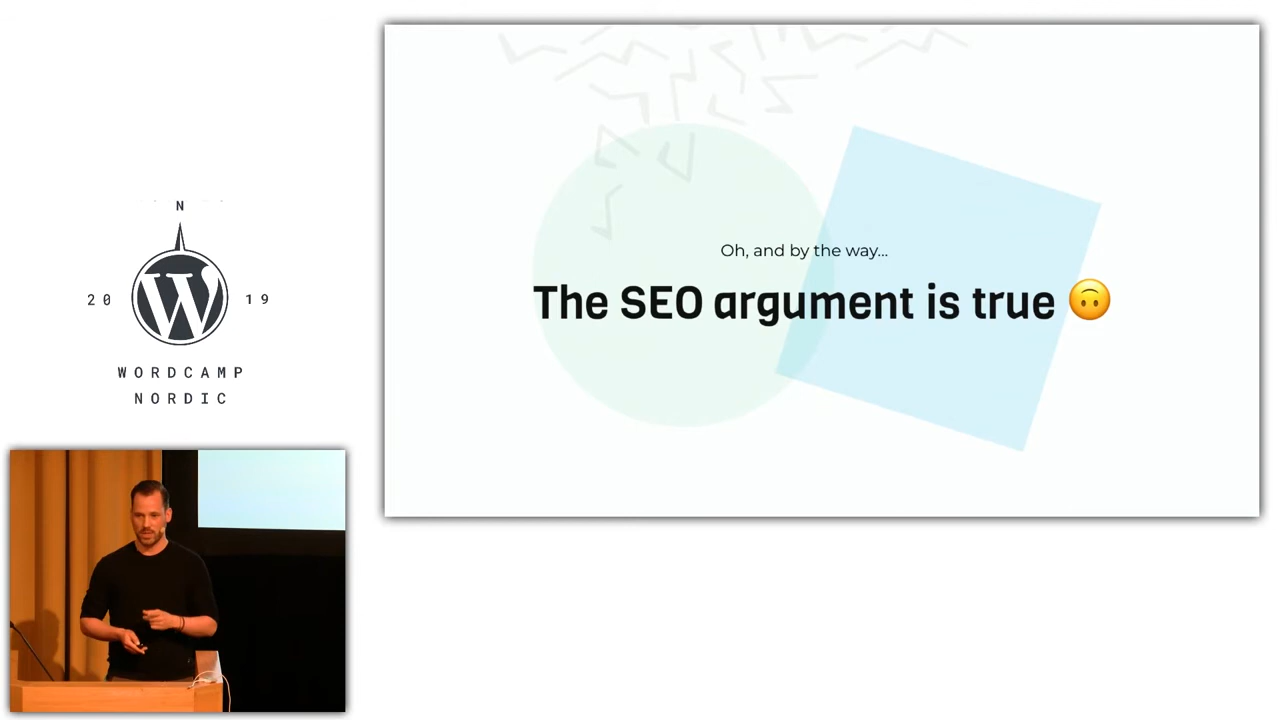 N
20 19
WORDCAMP
NORDIC
Oh, and by the way...
The SEO argument is true 🙃